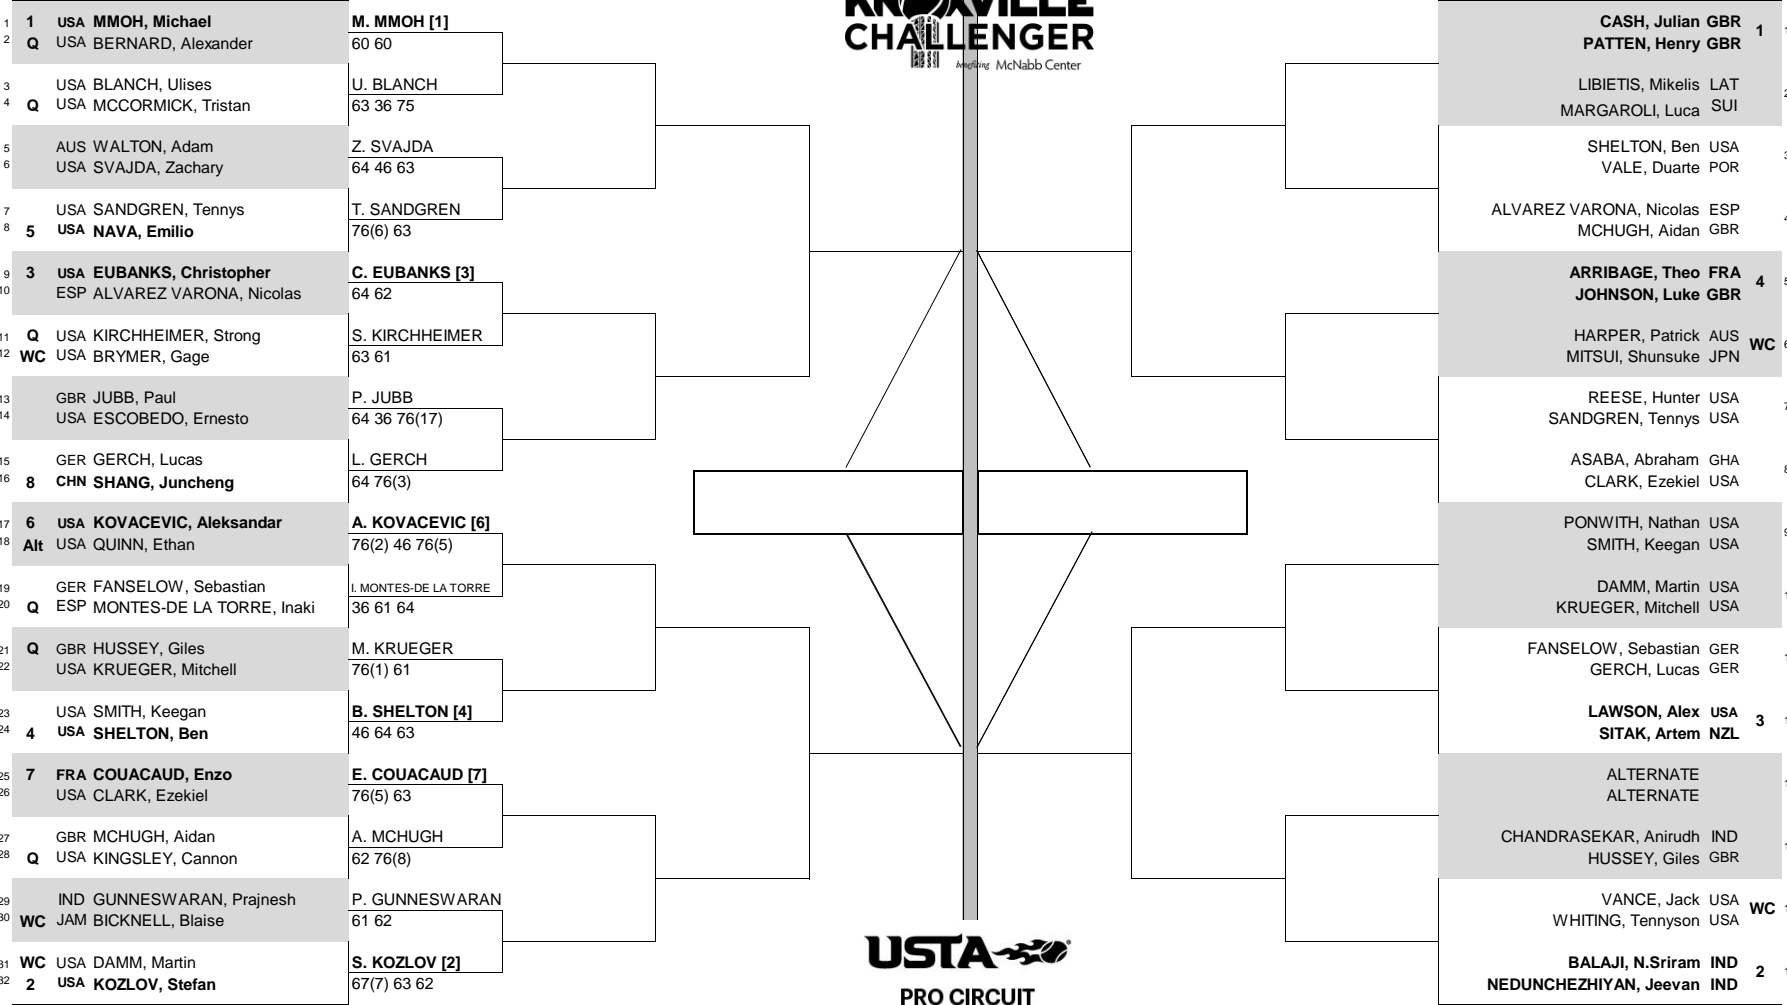 KNOXVILLE
CHALLENGER
benefiting McNabb Center
1 1 USA MMOH, Michael
2 Q USA BERNARD, Alexander
3 USA BLANCH, Ulises
4 Q USA MCCORMICK, Tristan
5 AUS WALTON, Adam
6 USA SVAJDA, Zachary
7 USA SANDGREN, Tennys
8 5 USA NAVA, Emilio
9 3 USA EUBANKS, Christopher
10 ESP ALVAREZ VARONA, Nicolas
11 Q USA KIRCHHEIMER, Strong
12 WC USA BRYMER, Gage
13 GBR JUBB, Paul
14 USA ESCOBEDO, Ernesto
15 GER GERCH, Lucas
16 8 CHN SHANG, Juncheng
17 6 USA KOVACEVIC, Aleksandar
18 Alt USA QUINN, Ethan
19 GER FANSELOW, Sebastian
20 Q ESP MONTES-DE LA TORRE, Inaki
21 Q GBR HUSSEY, Giles
22 USA KRUEGER, Mitchell
23 USA SMITH, Keegan
24 4 USA SHELTON, Ben
25 7 FRA COUACAUD, Enzo
26 USA CLARK, Ezekiel
27 GBR MCHUGH, Aidan
28 Q USA KINGSLEY, Cannon
29 IND GUNNESWARAN, Prajnesh
30 WC JAM BICKNELL, Blaise
31 WC USA DAMM, Martin
32 2 USA KOZLOV, Stefan
M. MMOH [1]
60 60
U. BLANCH
63 36 75
Z. SVAJDA
64 46 63
T. SANDGREN
76(6) 63
C. EUBANKS [3]
64 62
S. KIRCHHEIMER
63 61
P. JUBB
64 36 76(17)
L. GERCH
64 76(3)
A. KOVACEVIC [6]
76(2) 46 76(5)
I. MONTES-DE LA TORRE
36 61 64
M. KRUEGER
76(1) 61
B. SHELTON [4]
46 64 63
E. COUACAUD [7]
76(5) 63
A. MCHUGH
62 76(8)
P. GUNNESWARAN
61 62
S. KOZLOV [2]
67(7) 63 62
CASH, Julian GBR 1
PATTEN, Henry GBR
LIBIETIS, Mikelis LAT
MARGAROLI, Luca SUI
SHELTON, Ben USA
VALE, Duarte POR
ALVAREZ VARONA, Nicolas ESP
MCHUGH, Aidan GBR
ARRIBAGE, Theo FRA 4
JOHNSON, Luke GBR
HARPER, Patrick AUS WC
MITSUI, Shunsuke JPN
REESE, Hunter USA
SANDGREN, Tennys USA
ASABA, Abraham GHA
CLARK, Ezekiel USA
PONWITH, Nathan USA
SMITH, Keegan USA
DAMM, Martin USA
KRUEGER, Mitchell USA
FANSELOW, Sebastian GER
GERCH, Lucas GER
LAWSON, Alex USA 3
SITAK, Artem NZL
ALTERNATE
ALTERNATE
CHANDRASEKAR, Anirudh IND
HUSSEY, Giles GBR
VANCE, Jack USA WC
WHITING, Tennyson USA
BALAJI, N.Sriram IND 2
NEDUNCHEZHIYAN, Jeevan IND
USTA
PRO CIRCUIT